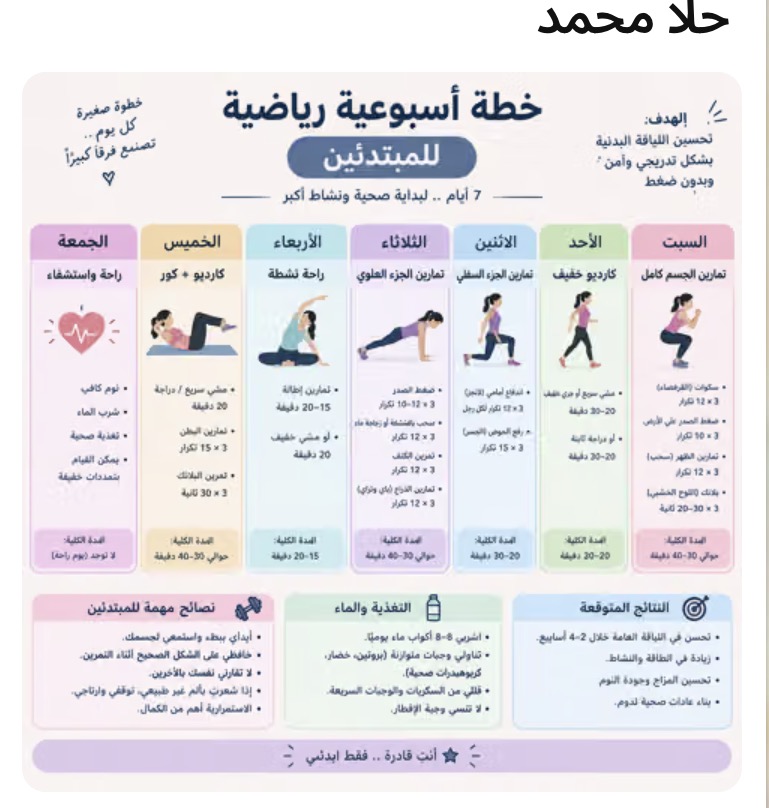 حلا محمد
خطة أسبوعية رياضية
للمبتدئين
7 أيام .. لبداية صحية ونشاط أكبر
الهدف:
تحسين اللياقة البدنية
بشكل تدريجي وآمن
وبدون ضغط
خطوة صغيرة
كل يوم ..
تصنع فرقاً كبيراً
السبت
تمارين الجسم كامل
سكوات (القرفصاء)
3 × 12 تكرار
ضغط الصدر على الأرض
3 × 10 تكرار
تمارين الظهر (سحب)
3 × 12 تكرار
بلانك (اللوح الخشبي)
3 × 20–30 ثانية
المدة الكلية:
حوالي 30–40 دقيقة
الأحد
كارديو خفيف
مشي سريع أو جري خفيف
20–30 دقيقة
أو دراجة ثابتة
20–30 دقيقة
المدة الكلية:
20–20 دقيقة
الاثنين
تمارين الجزء السفلي
اندفاع أمامي (لانجز)
3 × 12 تكرار لكل رجل
رفع الحوض (الجسر)
3 × 15 تكرار
المدة الكلية:
20–30 دقيقة
الثلاثاء
تمارين الجزء العلوي
ضغط الصدر
3 × 10–12 تكرار
سحب بالمنشفة أو زجاجة ماء
3 × 12 تكرار
تمرين الكتف
3 × 12 تكرار
تمارين الذراع (باي وتراي)
3 × 12 تكرار
المدة الكلية:
حوالي 30–40 دقيقة
الأربعاء
راحة نشطة
تمارين إطالة
15–20 دقيقة
أو مشي خفيف
20 دقيقة
المدة الكلية:
15–20 دقيقة
الخميس
كارديو + كور
مشي سريع / دراجة
20 دقيقة
تمارين البطن
3 × 15 تكرار
تمرين البلانك
3 × 30 ثانية
المدة الكلية:
حوالي 30–40 دقيقة
الجمعة
راحة واستشفاء
نوم كافي
شرب الماء
تغذية صحية
يمكن القيام
بتمددات خفيفة
المدة الكلية:
لا توجد (يوم راحة)
النتائج المتوقعة
تحسن في اللياقة العامة خلال 2–4 أسابيع.
زيادة في الطاقة والنشاط.
تحسين المزاج وجودة النوم
بناء عادات صحية تدوم.
التغذية والماء
اشربي 8–8 أكواب ماء يوميًا.
تناولي وجبات متوازنة (بروتين، خضار،
كربوهيدرات صحية).
قللي من السكريات والوجبات السريعة.
لا تنسي وجبة الإفطار.
نصائح مهمة للمبتدئين
أبدأي ببطء واستمعي لجسمك.
حافظي على الشكل الصحيح أثناء التمرين.
لا تقارني نفسك بالآخرين.
إذا شعرتِ بألم غير طبيعي، توقفي وارتاحي.
الاستمرارية أهم من الكمال.
أنتِ قادرة .. فقط ابدئي